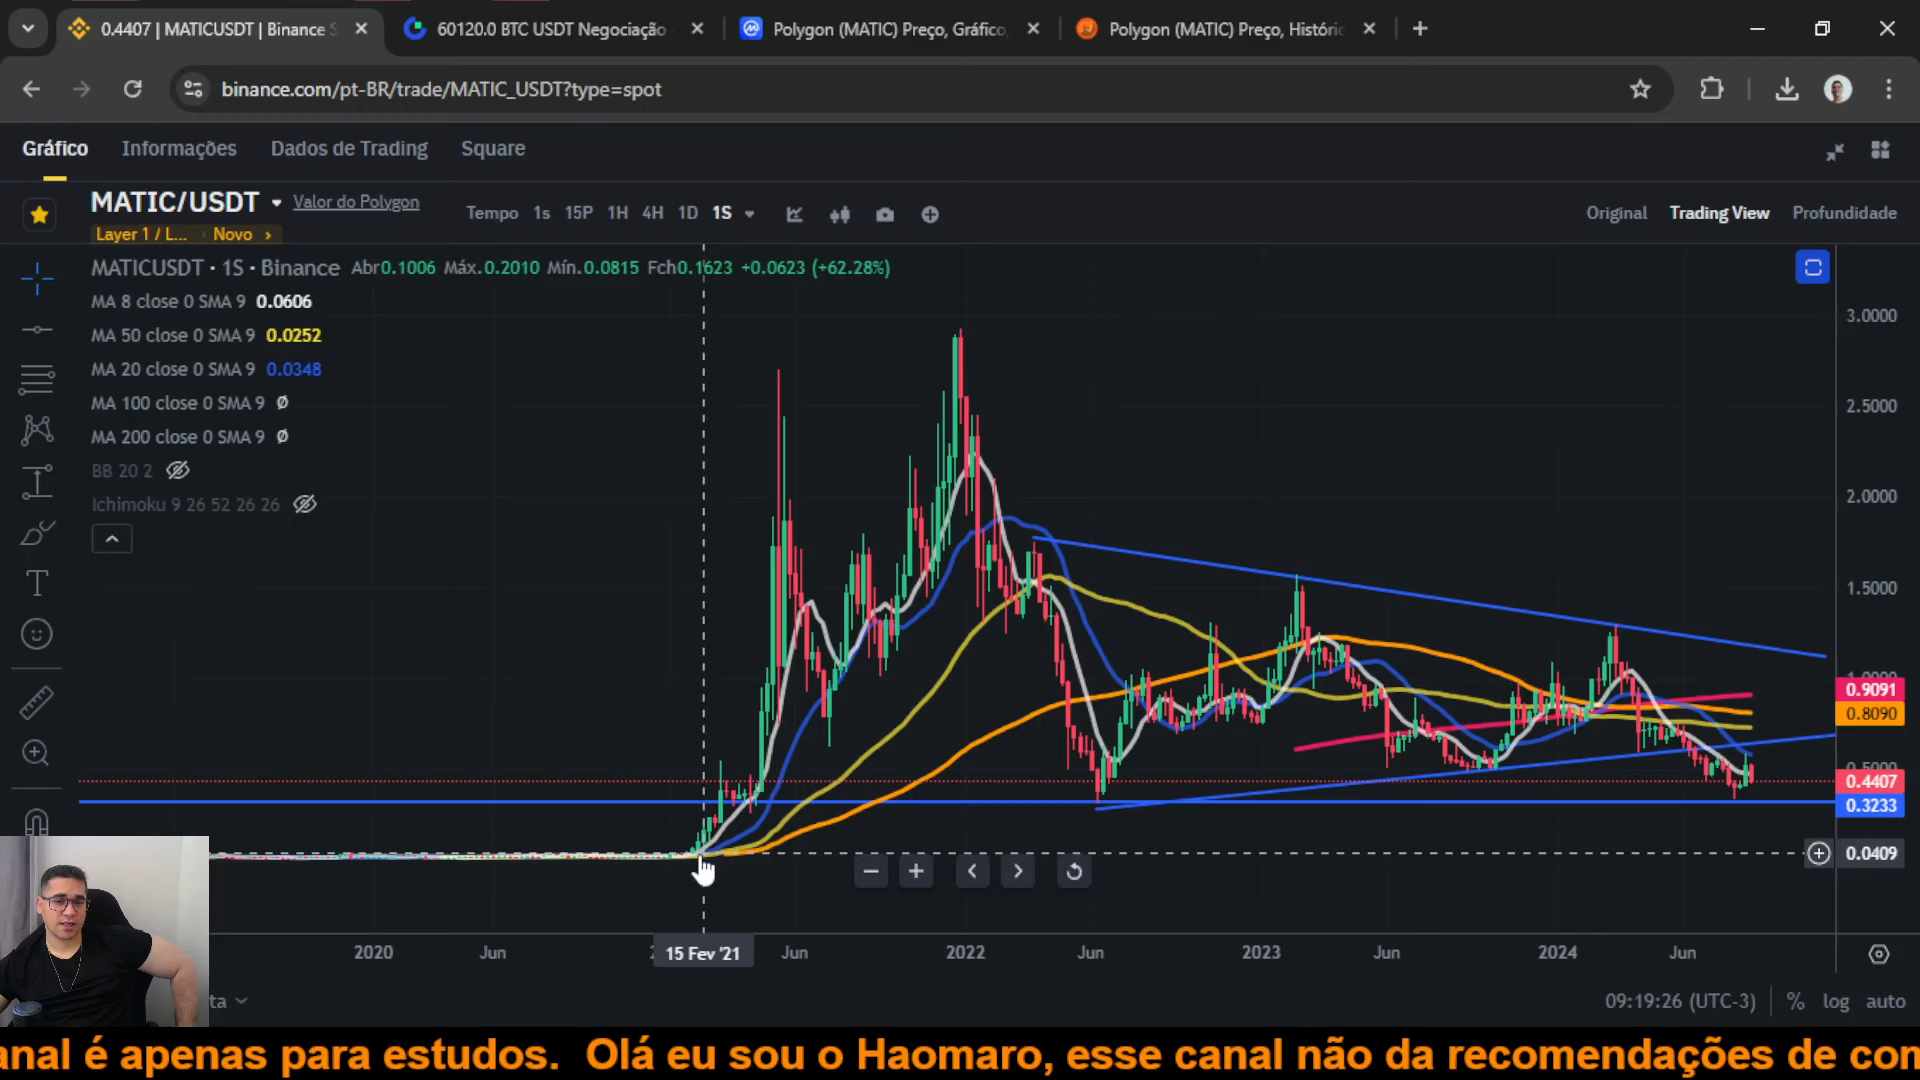 0.4407 | MATICUSDT | Binance S
60120.0 BTC USDT Negociação
Polygon (MATIC) Preço, Gráfico,
Polygon (MATIC) Preço, Históric
binance.com/pt-BR/trade/MATIC_USDT?type=spot
Gráfico Informações Dados de Trading Square
MATIC/USDT Valor do Polygon Tempo 1s 15P 1H 4H 1D 1S Original Trading View Profundidade
Layer 1 / L... Novo
MATICUSDT · 1S · Binance Abr0.1006 Máx.0.2010 Mín.0.0815 Fch0.1623 +0.0623 (+62.28%)
MA 8 close 0 SMA 9 0.0606
MA 50 close 0 SMA 9 0.0252
MA 20 close 0 SMA 9 0.0348
MA 100 close 0 SMA 9 Ø
MA 200 close 0 SMA 9 Ø
BB 20 2
Ichimoku 9 26 52 26 26
3.0000
2.5000
2.0000
1.5000
0.9091
0.8090
0.4407
0.3233
0.0409
2020 Jun 15 Fev '21 Jun 2022 Jun 2023 Jun 2024 Jun
ta 09:19:26 (UTC-3) % log auto
anal é apenas para estudos. Olá eu sou o Haomaro, esse canal não da recomendações de com